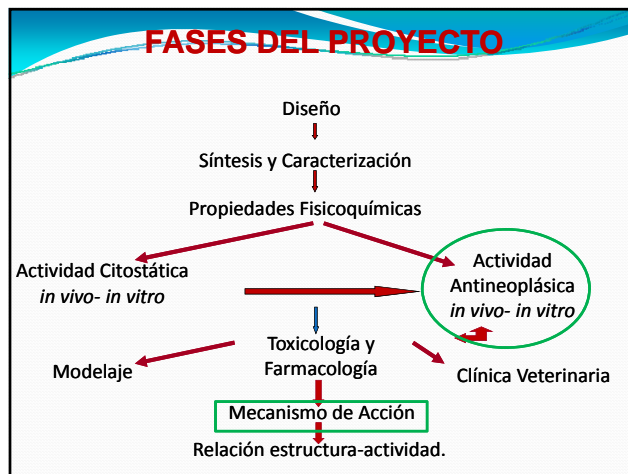 FASES DEL PROYECTO
Diseño
Síntesis y Caracterización
Propiedades Fisicoquímicas
Actividad Citostática
in vivo- in vitro
Actividad
Antineoplásica
in vivo- in vitro
Toxicología y
Farmacología
Modelaje
Clínica Veterinaria
Mecanismo de Acción
Relación estructura-actividad.